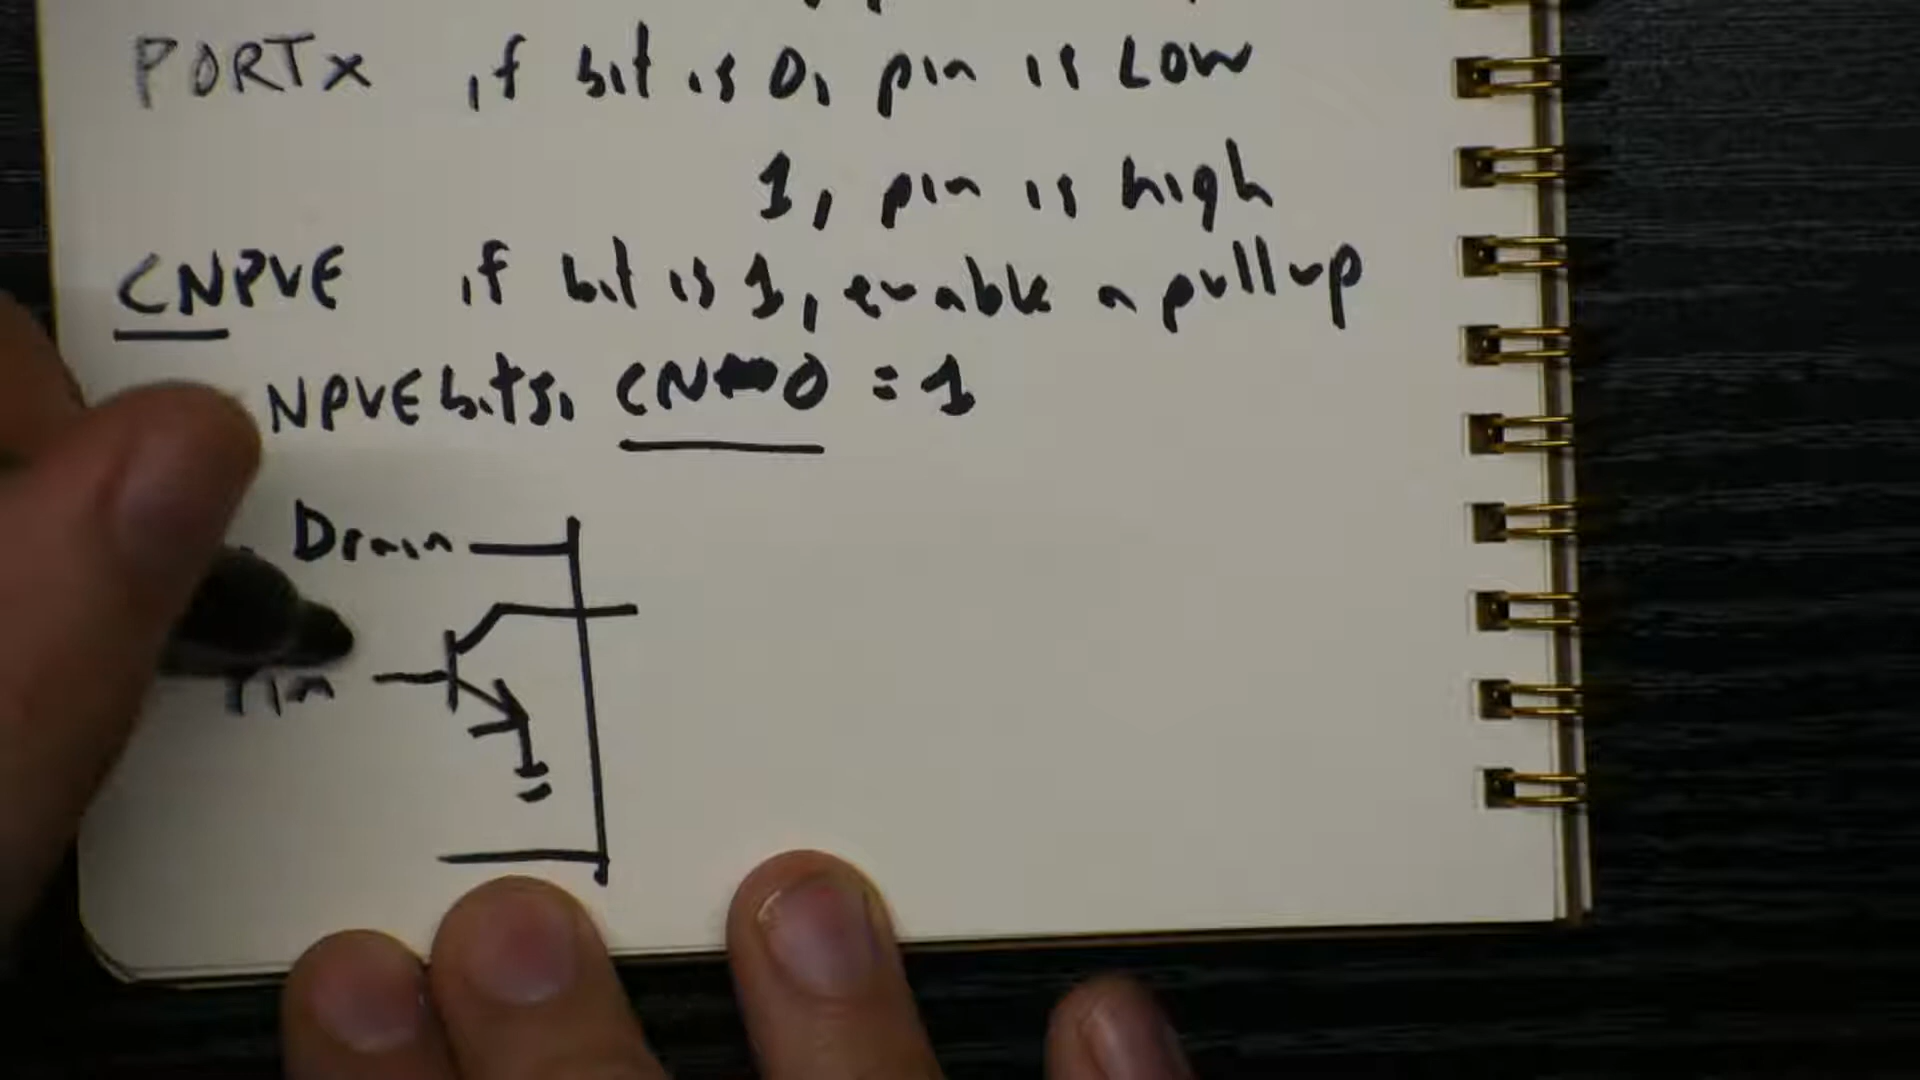 PORTx if bit is 0, pin is Low
1, pin is high
CNPUE if bit is 1, enable a pullup
NPUEbits. CN0 = 1
Drain